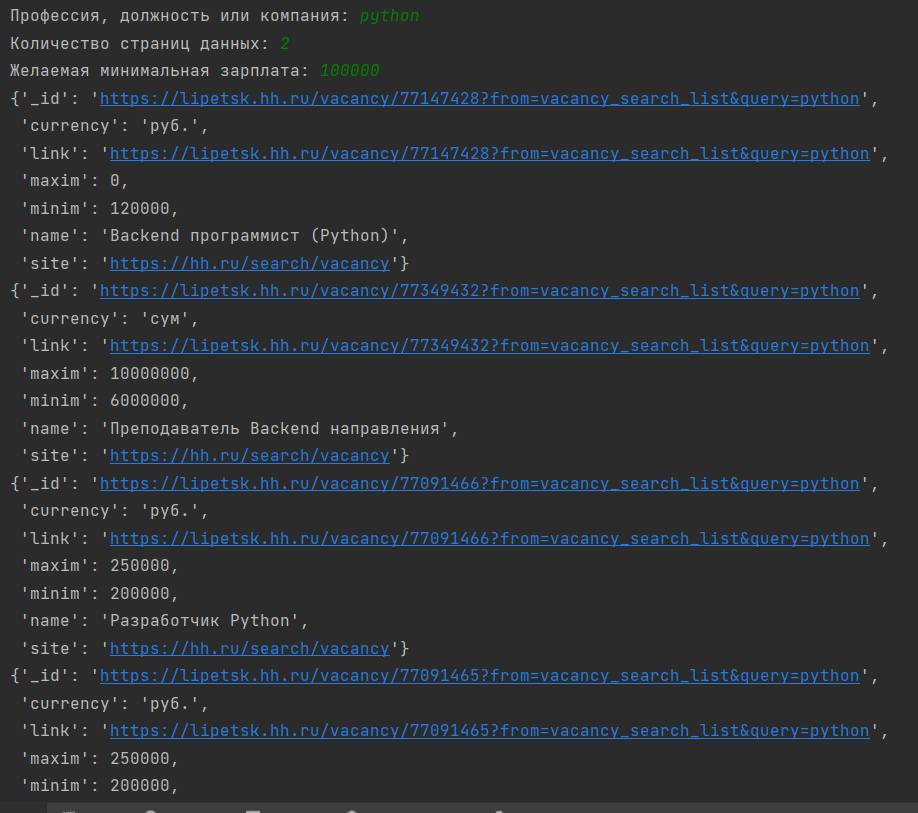 Профессия, должность или компания: python
Количество страниц данных: 2
Желаемая минимальная зарплата: 100000
{'_id': 'https://lipetsk.hh.ru/vacancy/77147428?from=vacancy_search_list&query=python',
 'currency': 'руб.',
 'link': 'https://lipetsk.hh.ru/vacancy/77147428?from=vacancy_search_list&query=python',
 'maxim': 0,
 'minim': 120000,
 'name': 'Backend программист (Python)',
 'site': 'https://hh.ru/search/vacancy'}
{'_id': 'https://lipetsk.hh.ru/vacancy/77349432?from=vacancy_search_list&query=python',
 'currency': 'сум',
 'link': 'https://lipetsk.hh.ru/vacancy/77349432?from=vacancy_search_list&query=python',
 'maxim': 10000000,
 'minim': 6000000,
 'name': 'Преподаватель Backend направления',
 'site': 'https://hh.ru/search/vacancy'}
{'_id': 'https://lipetsk.hh.ru/vacancy/77091466?from=vacancy_search_list&query=python',
 'currency': 'руб.',
 'link': 'https://lipetsk.hh.ru/vacancy/77091466?from=vacancy_search_list&query=python',
 'maxim': 250000,
 'minim': 200000,
 'name': 'Разработчик Python',
 'site': 'https://hh.ru/search/vacancy'}
{'_id': 'https://lipetsk.hh.ru/vacancy/77091465?from=vacancy_search_list&query=python',
 'currency': 'руб.',
 'link': 'https://lipetsk.hh.ru/vacancy/77091465?from=vacancy_search_list&query=python',
 'maxim': 250000,
 'minim': 200000,